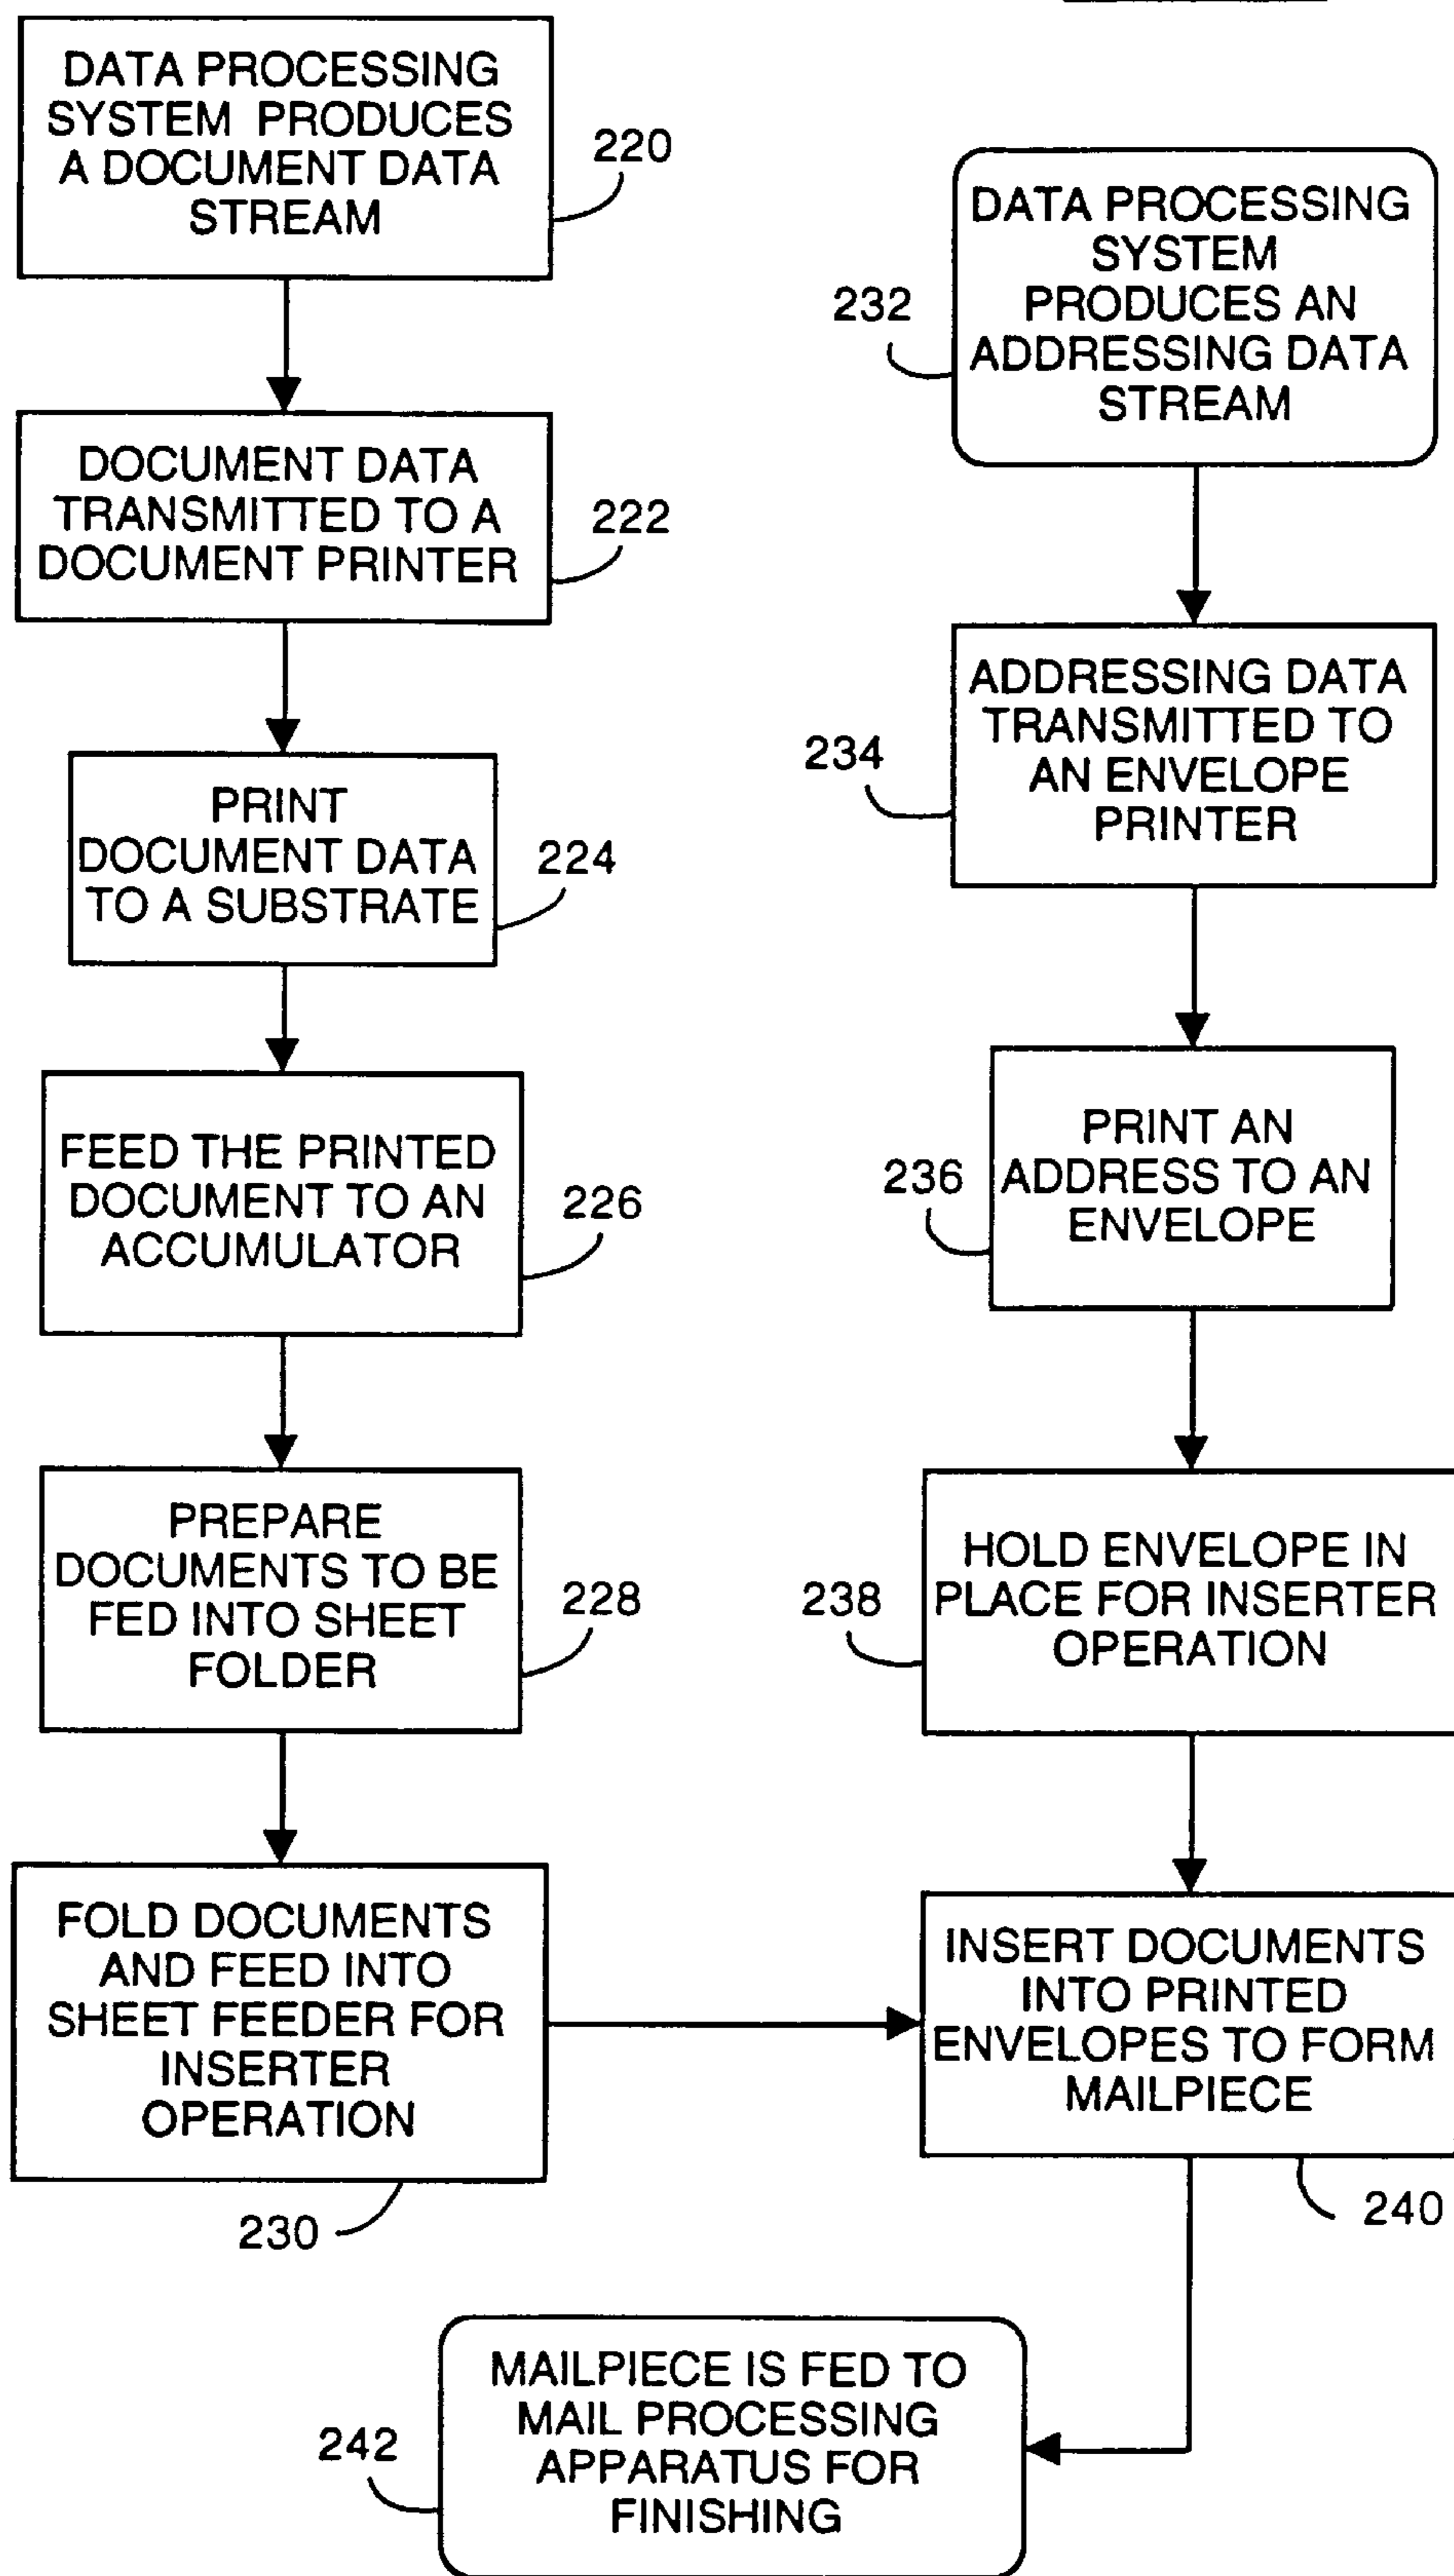 DATA PROCESSING
SYSTEM PRODUCES
A DOCUMENT DATA
STREAM
220
DOCUMENT DATA
TRANSMITTED TO A
DOCUMENT PRINTER
222
PRINT
DOCUMENT DATA
TO A SUBSTRATE
224
FEED THE PRINTED
DOCUMENT TO AN
ACCUMULATOR
226
PREPARE
DOCUMENTS TO BE
FED INTO SHEET
FOLDER
228
FOLD DOCUMENTS
AND FEED INTO
SHEET FEEDER FOR
INSERTER
OPERATION
230
DATA PROCESSING
SYSTEM
PRODUCES AN
ADDRESSING DATA
STREAM
232
ADDRESSING DATA
TRANSMITTED TO
AN ENVELOPE
PRINTER
234
PRINT AN
ADDRESS TO AN
ENVELOPE
236
HOLD ENVELOPE IN
PLACE FOR INSERTER
OPERATION
238
INSERT DOCUMENTS
INTO PRINTED
ENVELOPES TO FORM
MAILPIECE
240
MAILPIECE IS FED TO
MAIL PROCESSING
APPARATUS FOR
FINISHING
242